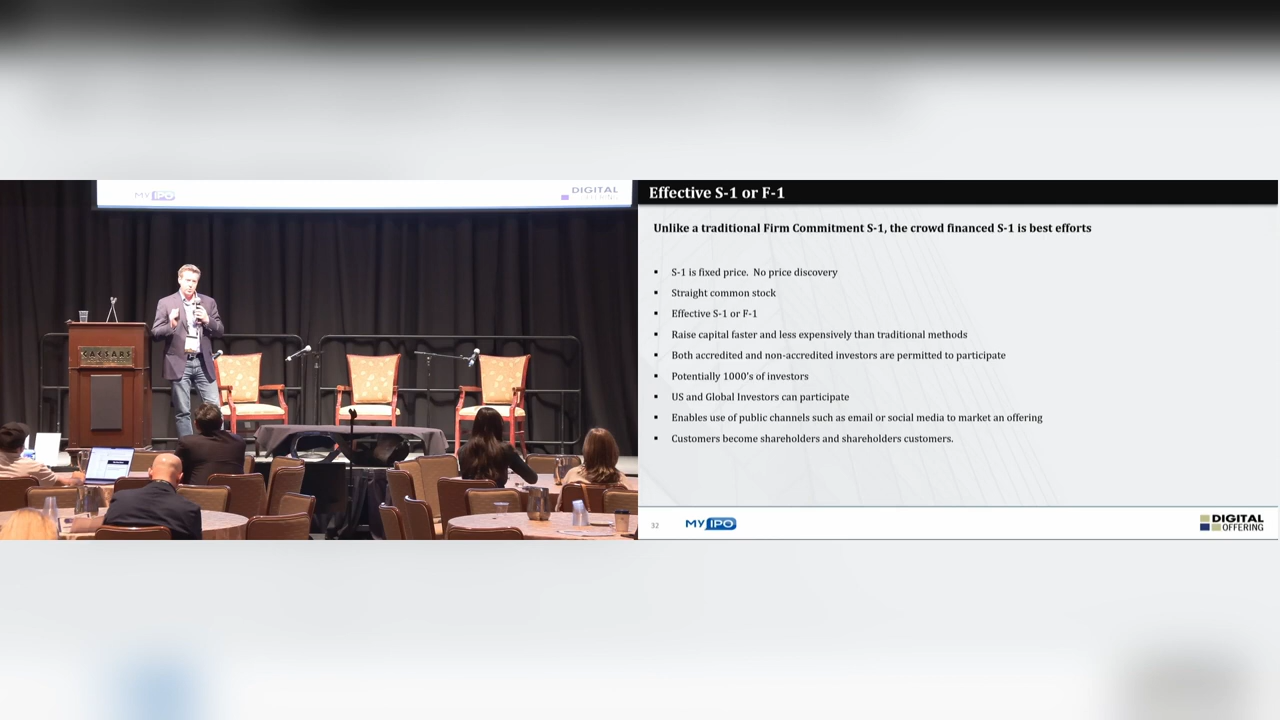 MY IPO
DIGITAL
CAESARS
Effective S-1 or F-1
Unlike a traditional Firm Commitment S-1, the crowd financed S-1 is best efforts
▪ S-1 is fixed price.  No price discovery
▪ Straight common stock
▪ Effective S-1 or F-1
▪ Raise capital faster and less expensively than traditional methods
▪ Both accredited and non-accredited investors are permitted to participate
▪ Potentially 1000's of investors
▪ US and Global Investors can participate
▪ Enables use of public channels such as email or social media to market an offering
▪ Customers become shareholders and shareholders customers.
32
MY IPO
DIGITAL
OFFERING